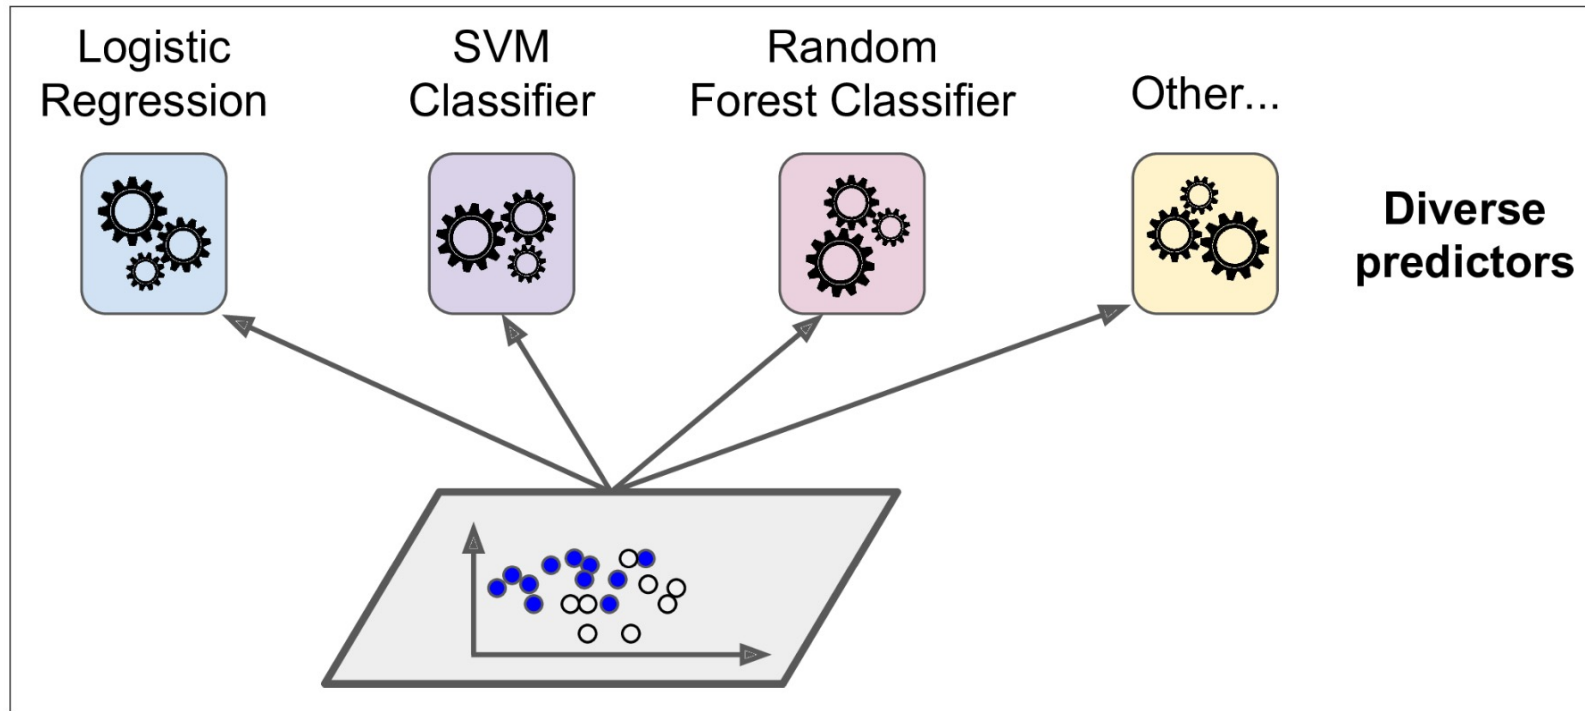 Logistic
Regression
SVM
Classifier
Random
Forest Classifier
Other...
Diverse
predictors